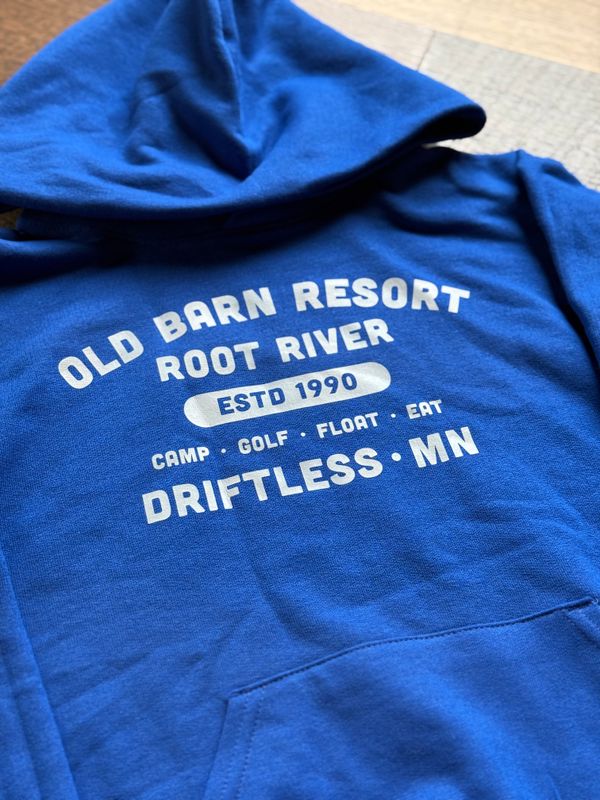 OLD BARN RESORT
ROOT RIVER
ESTD 1990
CAMP · GOLF · FLOAT · EAT
DRIFTLESS · MN